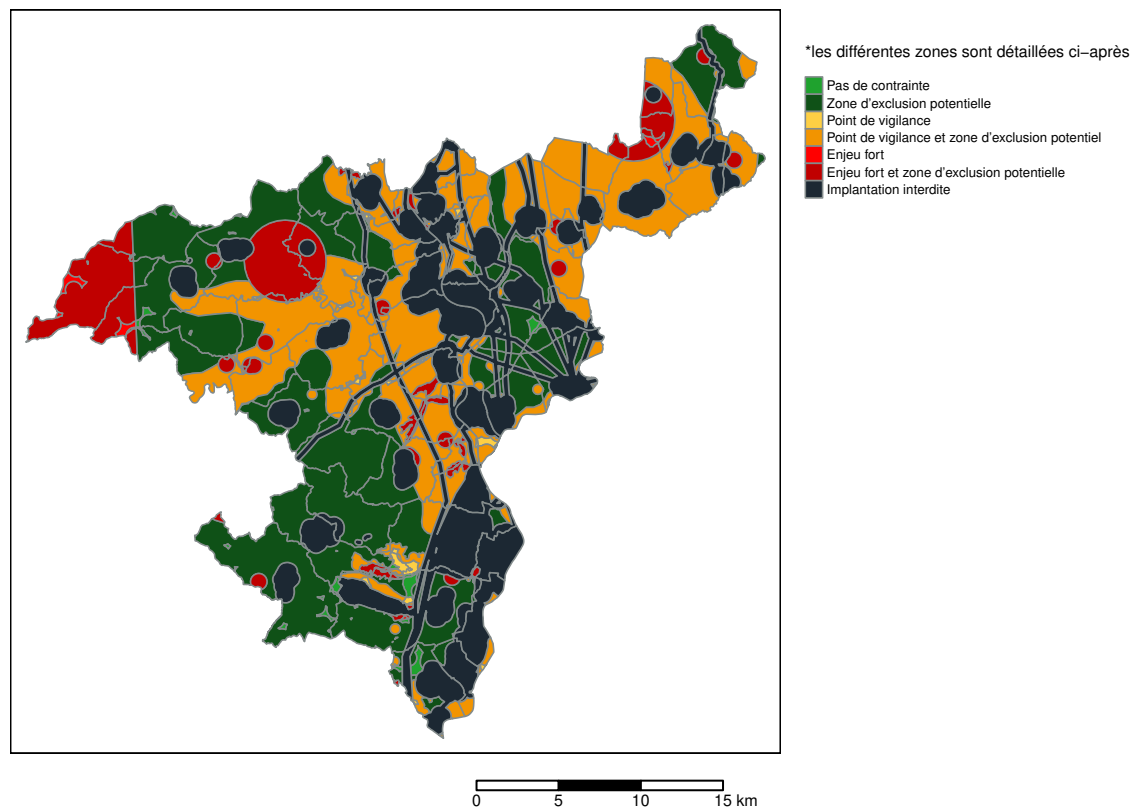 *les différentes zones sont détaillées ci−après
Pas de contrainte
Zone d'exclusion potentielle
Point de vigilance
Point de vigilance et zone d'exclusion potentiel
Enjeu fort
Enjeu fort et zone d'exclusion potentielle
Implantation interdite
0 5 10 15 km